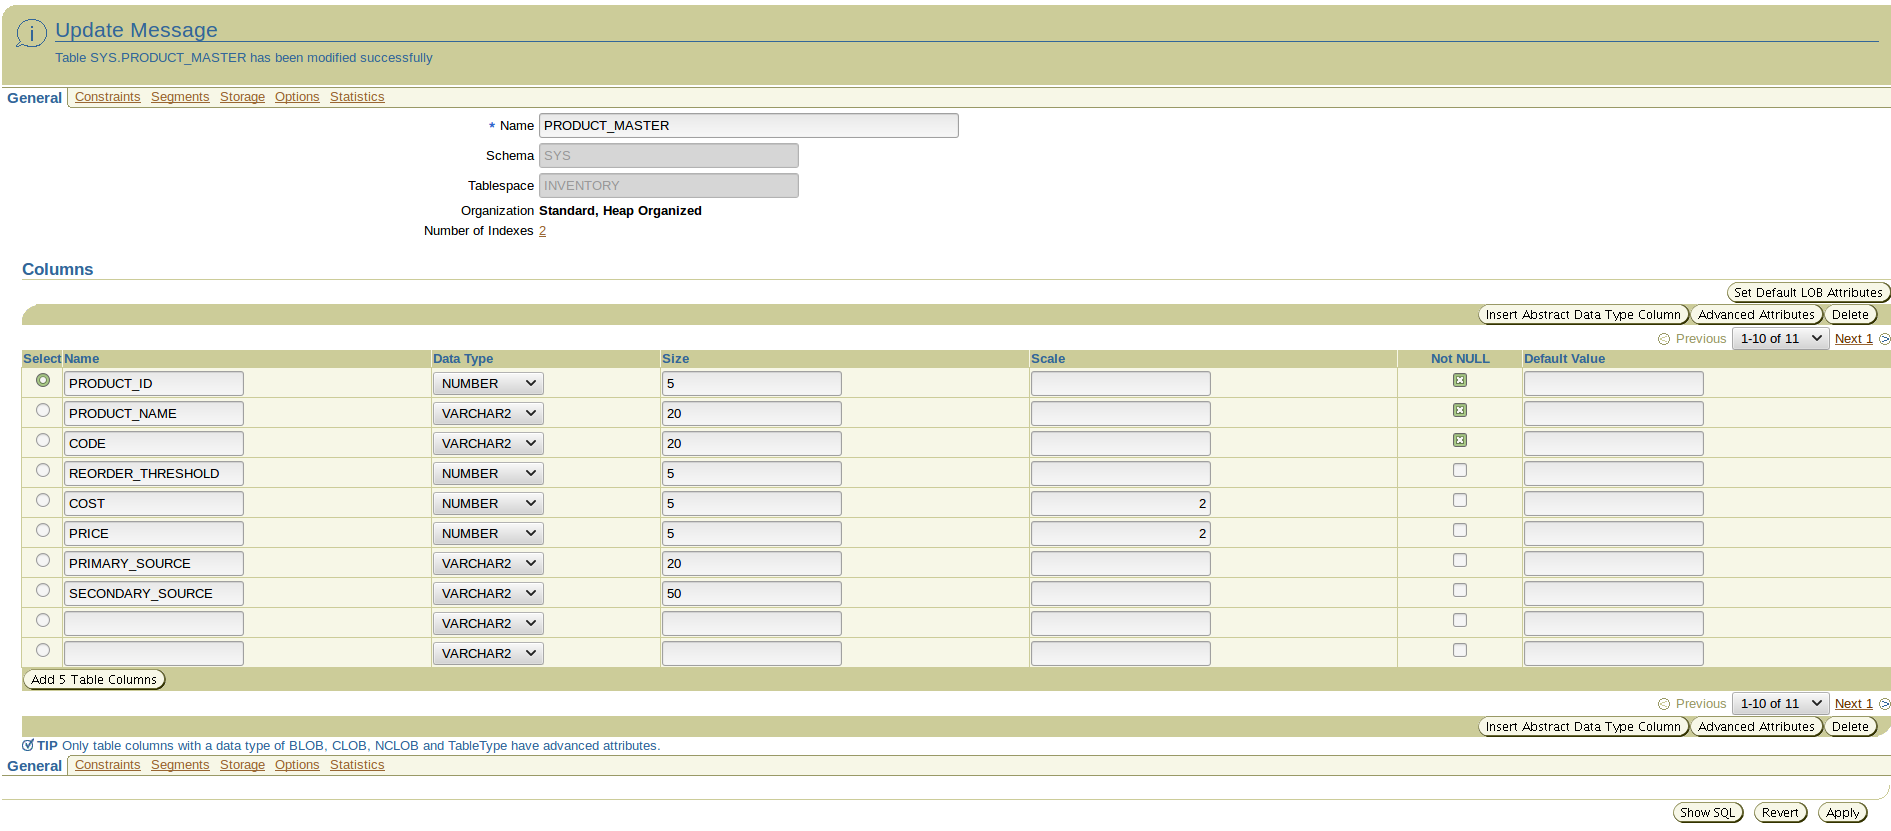 i Update Message
Table SYS.PRODUCT_MASTER has been modified successfully
General Constraints Segments Storage Options Statistics
* Name PRODUCT_MASTER
Schema SYS
Tablespace INVENTORY
Organization Standard, Heap Organized
Number of Indexes 2
Columns
Set Default LOB Attributes
Insert Abstract Data Type Column Advanced Attributes Delete
Previous 1-10 of 11 Next 1
Select Name Data Type Size Scale Not NULL Default Value
PRODUCT_ID NUMBER 5
PRODUCT_NAME VARCHAR2 20
CODE VARCHAR2 20
REORDER_THRESHOLD NUMBER 5
COST NUMBER 5 2
PRICE NUMBER 5 2
PRIMARY_SOURCE VARCHAR2 20
SECONDARY_SOURCE VARCHAR2 50
VARCHAR2
VARCHAR2
Add 5 Table Columns
Previous 1-10 of 11 Next 1
Insert Abstract Data Type Column Advanced Attributes Delete
TIP Only table columns with a data type of BLOB, CLOB, NCLOB and TableType have advanced attributes.
General Constraints Segments Storage Options Statistics
Show SQL Revert Apply